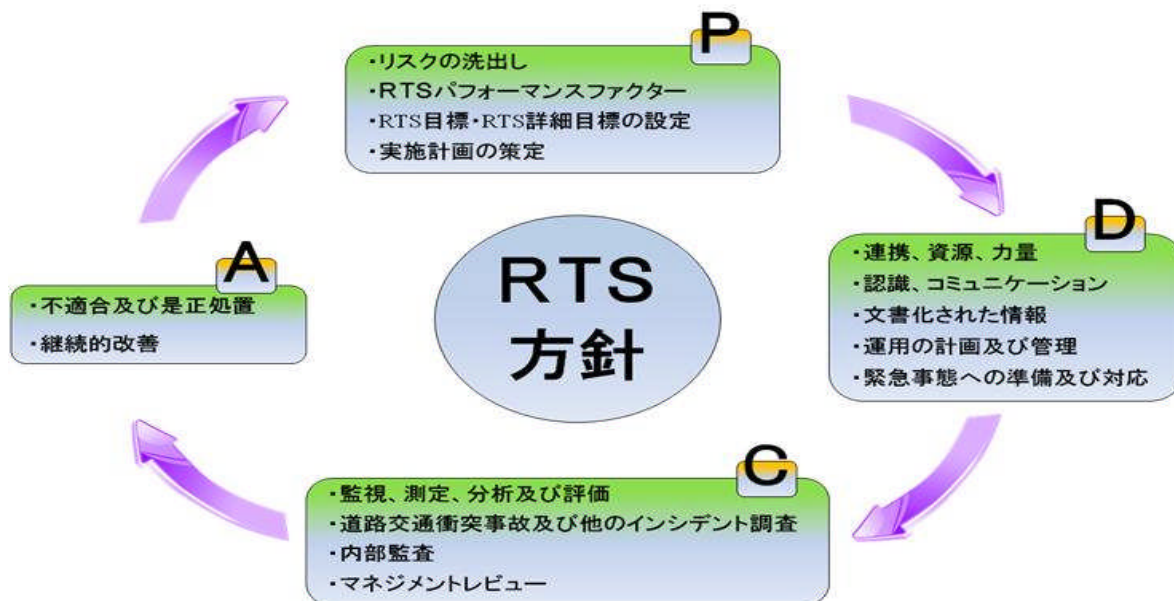 P
・リスクの洗出し
・RTSパフォーマンスファクター
・RTS目標・RTS詳細目標の設定
・実施計画の策定
D
・連携、資源、力量
・認識、コミュニケーション
・文書化された情報
・運用の計画及び管理
・緊急事態への準備及び対応
C
・監視、測定、分析及び評価
・道路交通衝突事故及び他のインシデント調査
・内部監査
・マネジメントレビュー
A
・不適合及び是正処置
・継続的改善
RTS
方針